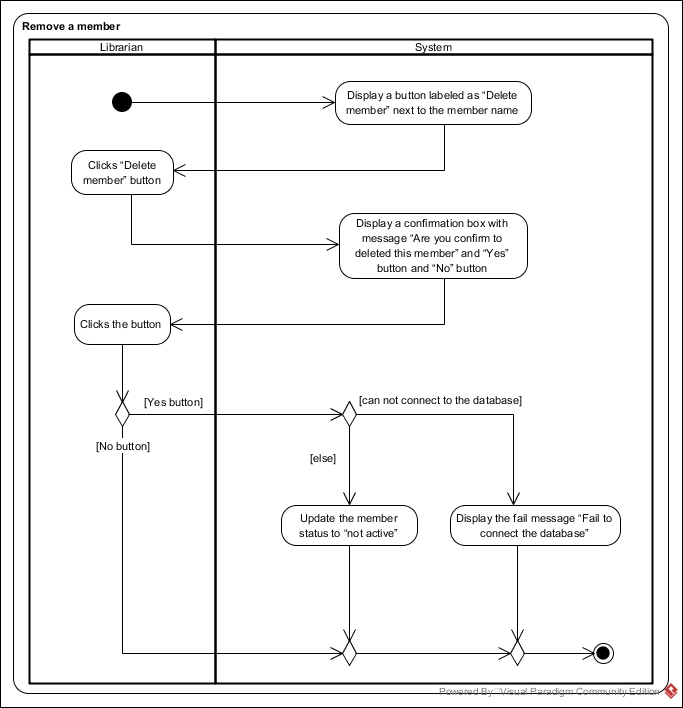 Remove a member
Librarian
System
Display a button labeled as “Delete
member” next to the member name
Clicks “Delete
member” button
Display a confirmation box with
message “Are you confirm to
deleted this member” and “Yes”
button and “No” button
Clicks the button
[Yes button]
[can not connect to the database]
[No button]
[else]
Update the member
status to “not active”
Display the fail message “Fail to
connect the database”
Powered By Visual Paradigm Community Edition